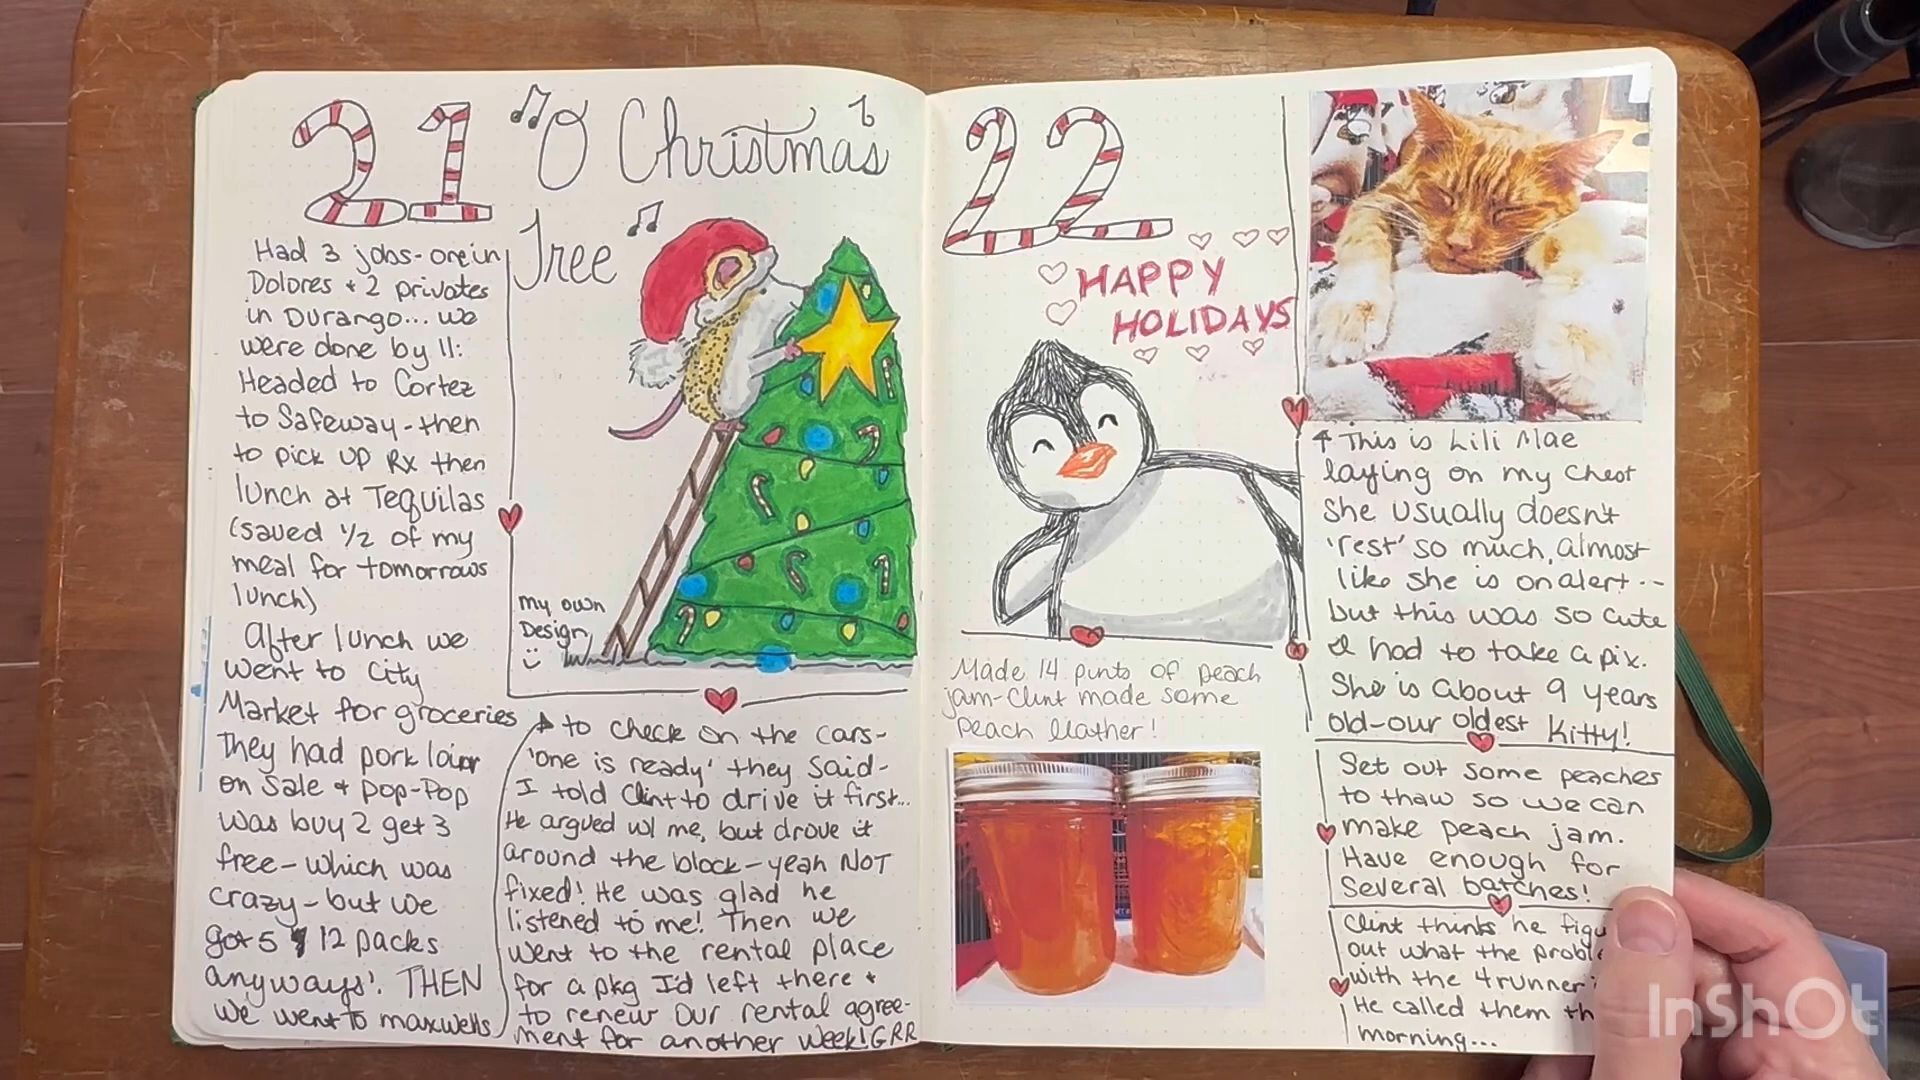 21
"O Christmas
Tree"
Had 3 jobs-one in
Dolores + 2 privates
in Durango... we
were done by 11:
Headed to Cortez
to Safeway-then
to pick up Rx then
lunch at Tequilas
(saved 1/2 of my
meal for tomorrows
lunch)
After lunch we
went to City
Market for groceries
They had pork loin
on sale + pop-Pop
was buy 2 get 3
free-which was
crazy-but we
got 5 12 packs
anyways! THEN
we went to maxwells
my own
Design
to check on the cars-
'one is ready' they said-
I told Clint to drive it first...
He argued w/ me, but drove it
around the block-yeah NOT
fixed! He was glad he
listened to me! Then we
went to the rental place
for a pkg I'd left there +
to renew our rental agree-
ment for another week! GRR
22
HAPPY
HOLIDAYS
Made 14 pints of peach
jam-Clint made some
peach leather!
This is Lili Mae
laying on my chest
She usually doesn't
'rest' so much, almost
like she is on alert--
but this was so cute
I had to take a pix.
She is about 9 years
old-our oldest kitty!
Set out some peaches
to thaw so we can
make peach jam.
Have enough for
several batches!
Clint thinks he figu
out what the proble
with the 4runner
He called them th
morning...
InShOt